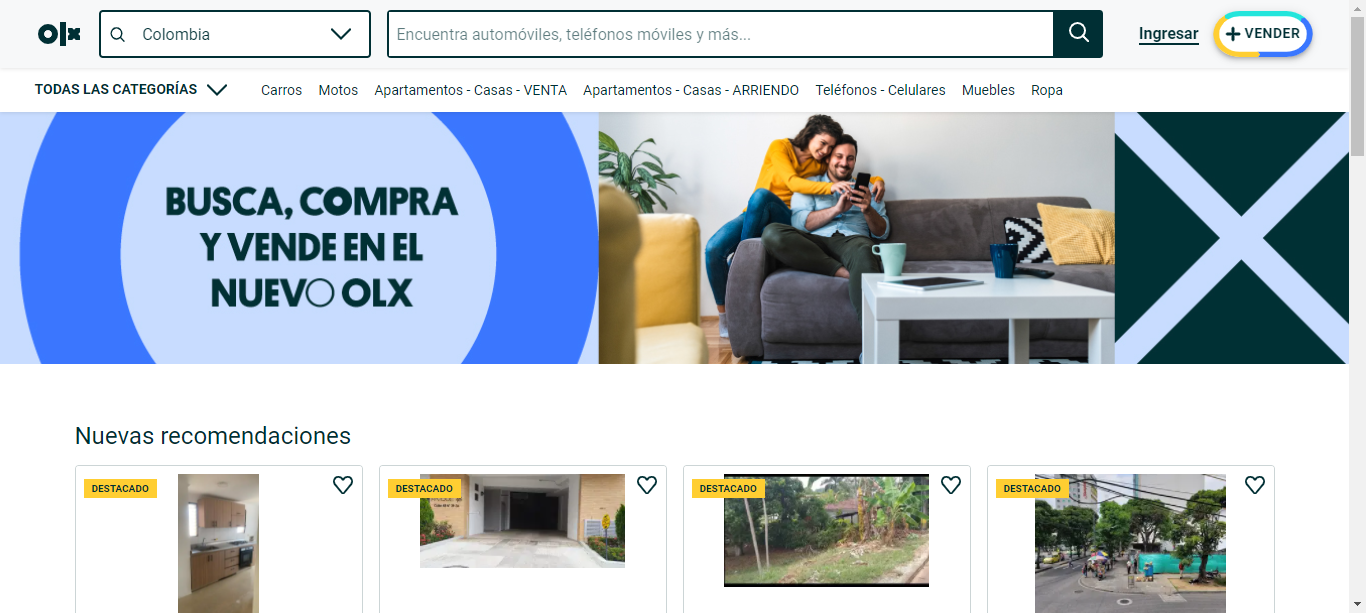 olx
Colombia
Encuentra automóviles, teléfonos móviles y más...
Ingresar
VENDER
TODAS LAS CATEGORÍAS
Carros
Motos
Apartamentos - Casas - VENTA
Apartamentos - Casas - ARRIENDO
Teléfonos - Celulares
Muebles
Ropa
BUSCA, COMPRA
Y VENDE EN EL
NUEVO OLX
Nuevas recomendaciones
DESTACADO
DESTACADO
DESTACADO
DESTACADO